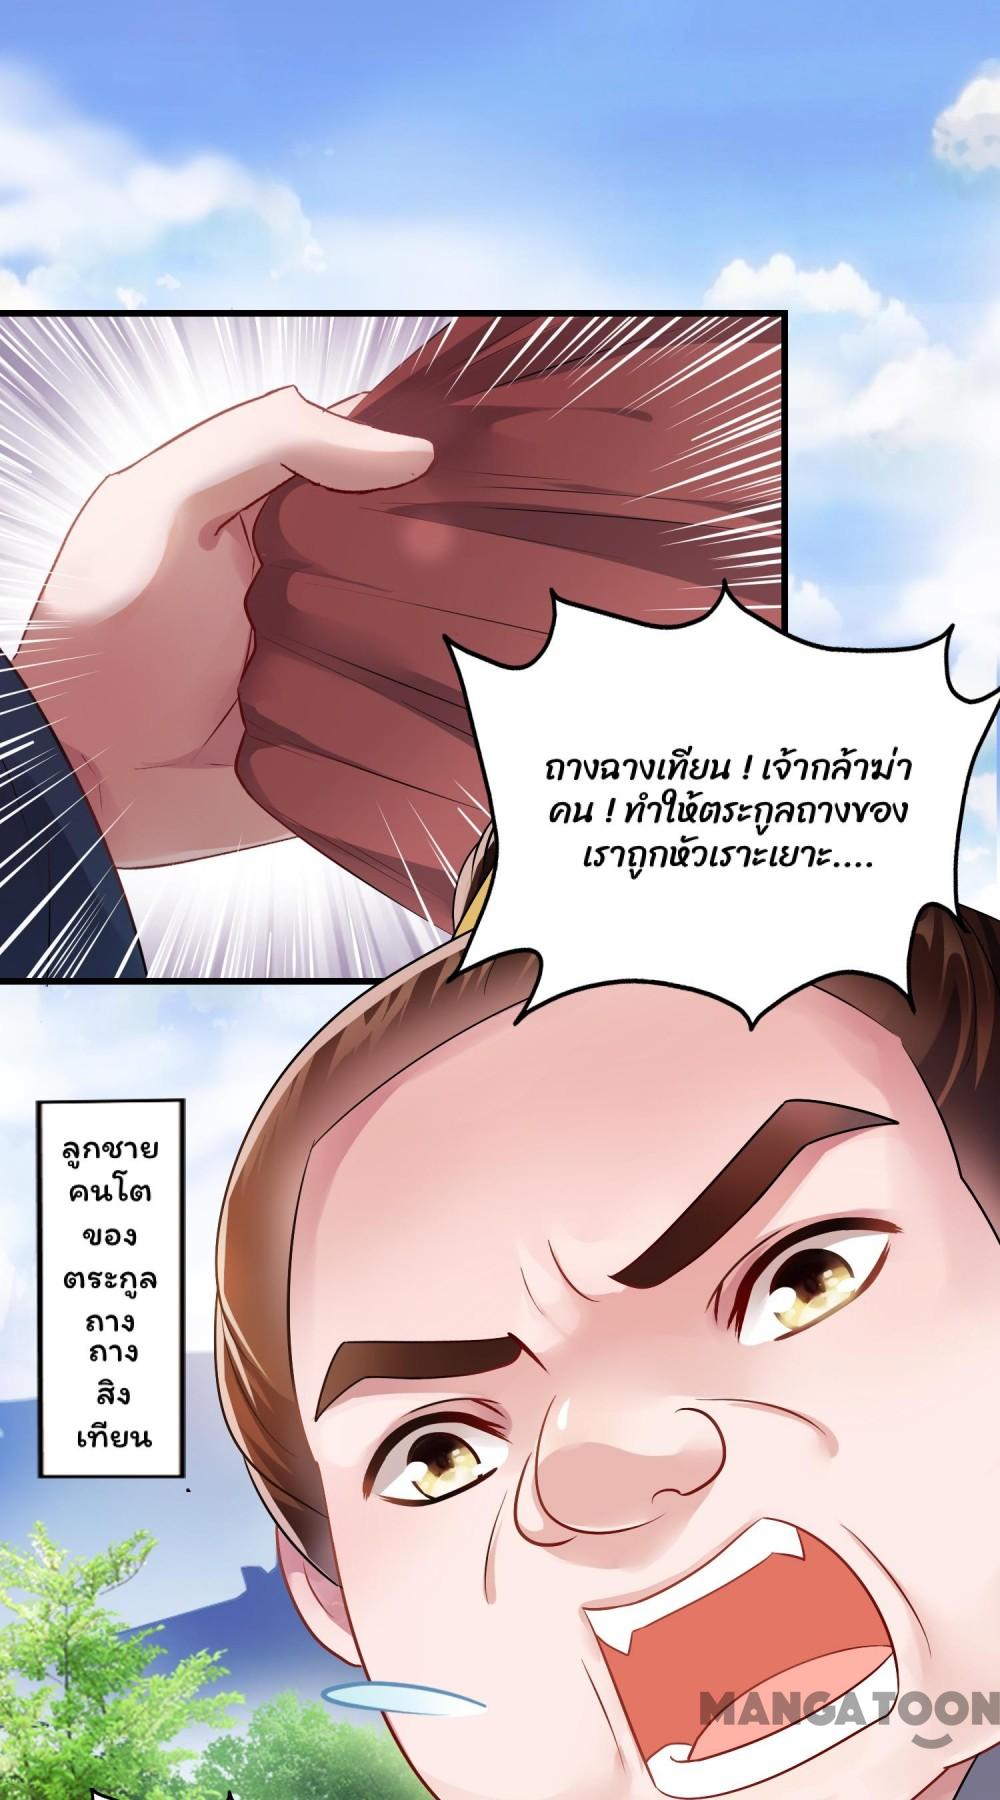 ถางฉางเทียน ! เจ้ากล้าฆ่า
คน ! ทำให้ตระกูลถางของ
เราถูกหัวเราะเยาะ....
ลูกชาย
คนโต
ของ
ตระกูล
ถาง
ถาง
สิง
เทียน
MANGATOON